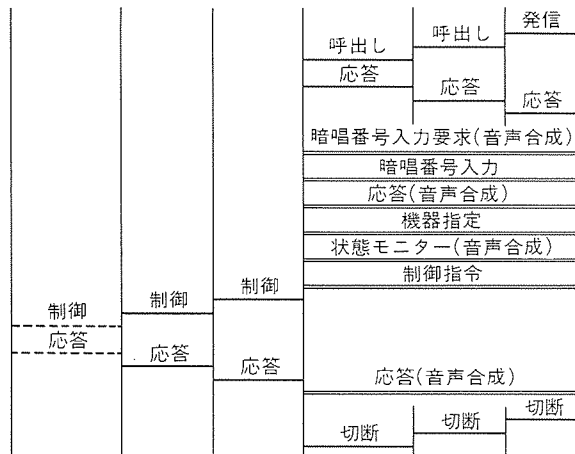 発信
呼出し
呼出し
応答
応答
応答
暗唱番号入力要求(音声合成)
暗唱番号入力
応答(音声合成)
機器指定
状態モニター(音声合成)
制御指令
制御
制御
制御
応答
応答
応答
応答(音声合成)
切断
切断
切断